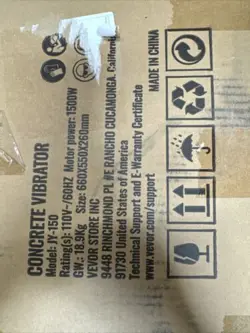 CONCRETE VIBRATOR
Model: JY-150
Rating(s): 110V~/60HZ Motor power: 1500W
GW.: 18.9Kg Size: 660X550X260mm
VEVOR STORE INC
9448 RINCHMOND PL #E RANCHO CUCAMONGA. California
91730 United States of America
Technical Support and E-Warranty Certificate
www.vevor.com/support
MADE IN CHINA